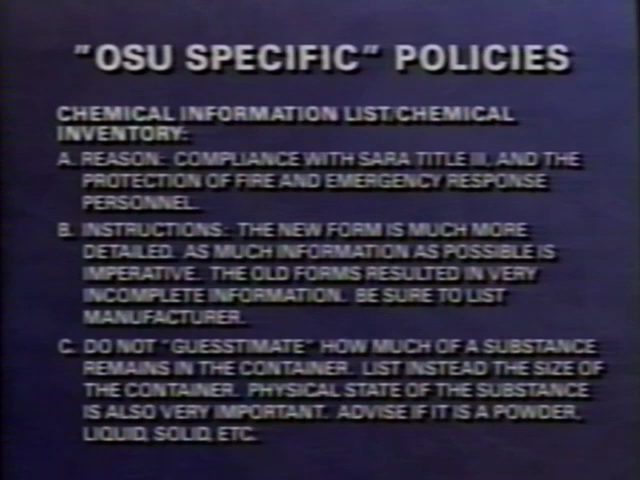 "OSU SPECIFIC" POLICIES
CHEMICAL INFORMATION LIST/CHEMICAL
INVENTORY:
A. REASON: COMPLIANCE WITH SARA TITLE III, AND THE
PROTECTION OF FIRE AND EMERGENCY RESPONSE
PERSONNEL.
B. INSTRUCTIONS: THE NEW FORM IS MUCH MORE
DETAILED. AS MUCH INFORMATION AS POSSIBLE IS
IMPERATIVE. THE OLD FORMS RESULTED IN VERY
INCOMPLETE INFORMATION. BE SURE TO LIST
MANUFACTURER.
C. DO NOT "GUESSTIMATE" HOW MUCH OF A SUBSTANCE
REMAINS IN THE CONTAINER. LIST INSTEAD THE SIZE OF
THE CONTAINER. PHYSICAL STATE OF THE SUBSTANCE
IS ALSO VERY IMPORTANT. ADVISE IF IT IS A POWDER,
LIQUID, SOLID, ETC.